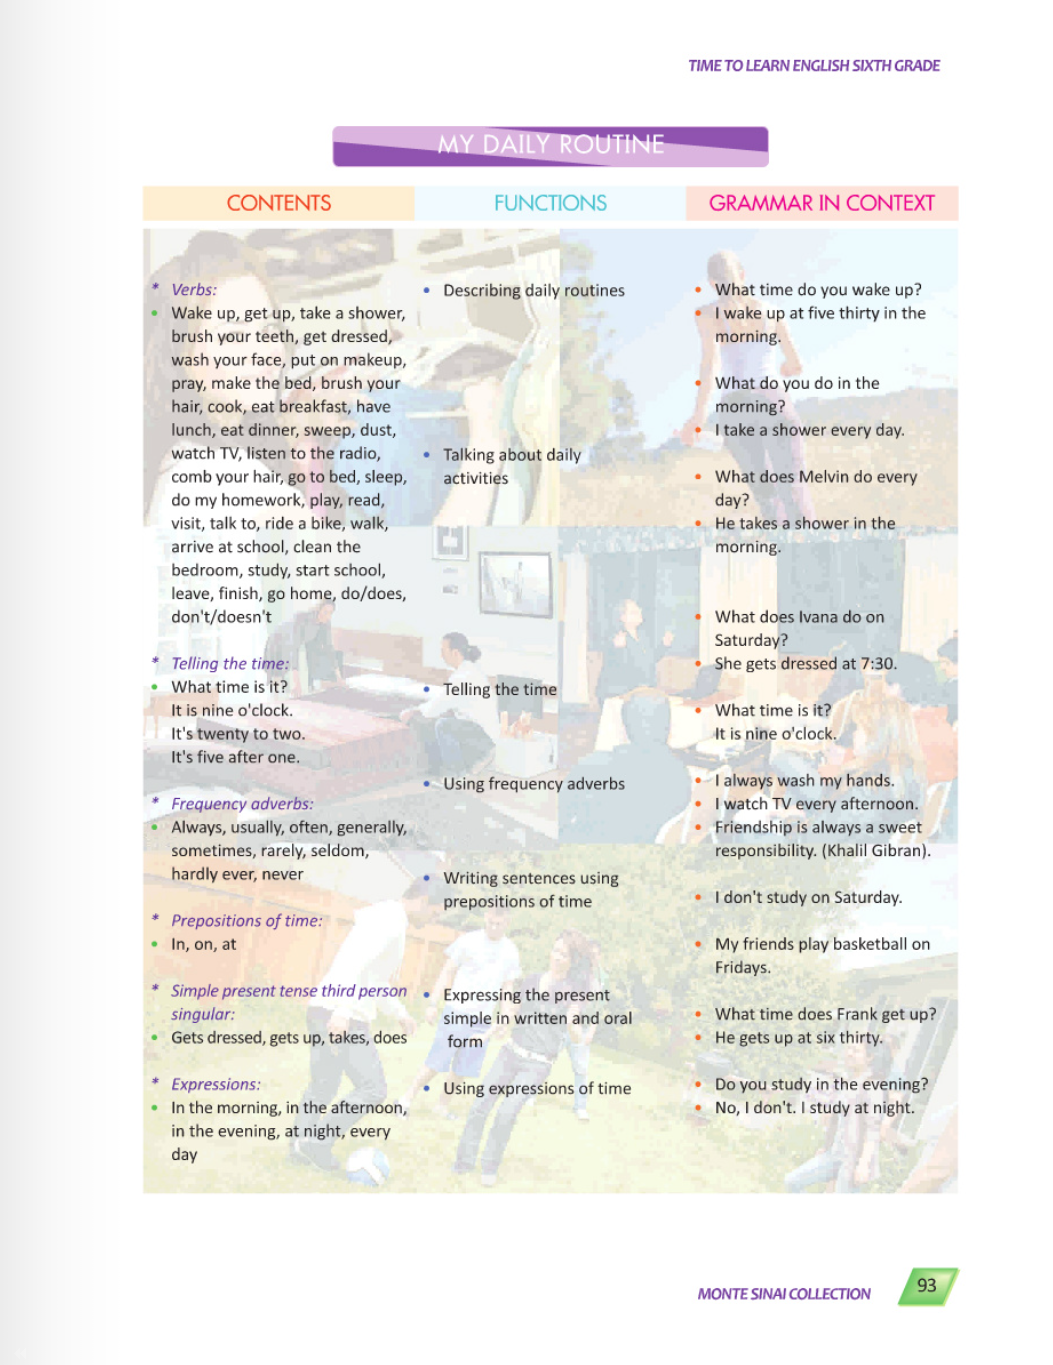 TIME TO LEARN ENGLISH SIXTH GRADE
MY DAILY ROUTINE
CONTENTS
* Verbs:
• Wake up, get up, take a shower,
brush your teeth, get dressed,
wash your face, put on makeup,
pray, make the bed, brush your
hair, cook, eat breakfast, have
lunch, eat dinner, sweep, dust,
watch TV, listen to the radio,
comb your hair, go to bed, sleep,
do my homework, play, read,
visit, talk to, ride a bike, walk,
arrive at school, clean the
bedroom, study, start school,
leave, finish, go home, do/does,
don't/doesn't
* Telling the time:
• What time is it?
It is nine o'clock.
It's twenty to two.
It's five after one.
* Frequency adverbs:
• Always, usually, often, generally,
sometimes, rarely, seldom,
hardly ever, never
* Prepositions of time:
• In, on, at
* Simple present tense third person
singular:
• Gets dressed, gets up, takes, does
* Expressions:
• In the morning, in the afternoon,
in the evening, at night, every
day
FUNCTIONS
• Describing daily routines
• Talking about daily
activities
• Telling the time
• Using frequency adverbs
• Writing sentences using
prepositions of time
• Expressing the present
simple in written and oral
form
• Using expressions of time
GRAMMAR IN CONTEXT
• What time do you wake up?
• I wake up at five thirty in the
morning.
• What do you do in the
morning?
• I take a shower every day.
• What does Melvin do every
day?
• He takes a shower in the
morning.
• What does Ivana do on
Saturday?
• She gets dressed at 7:30.
• What time is it?
It is nine o'clock.
• I always wash my hands.
• I watch TV every afternoon.
• Friendship is always a sweet
responsibility. (Khalil Gibran).
• I don't study on Saturday.
• My friends play basketball on
Fridays.
• What time does Frank get up?
• He gets up at six thirty.
• Do you study in the evening?
• No, I don't. I study at night.
MONTE SINAI COLLECTION
93